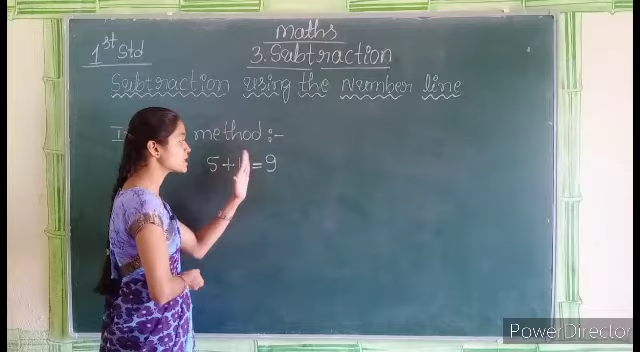 Maths
1st Std
3. Subtraction
Subtraction using the Number line
I method :-
5+ =9
PowerDirector